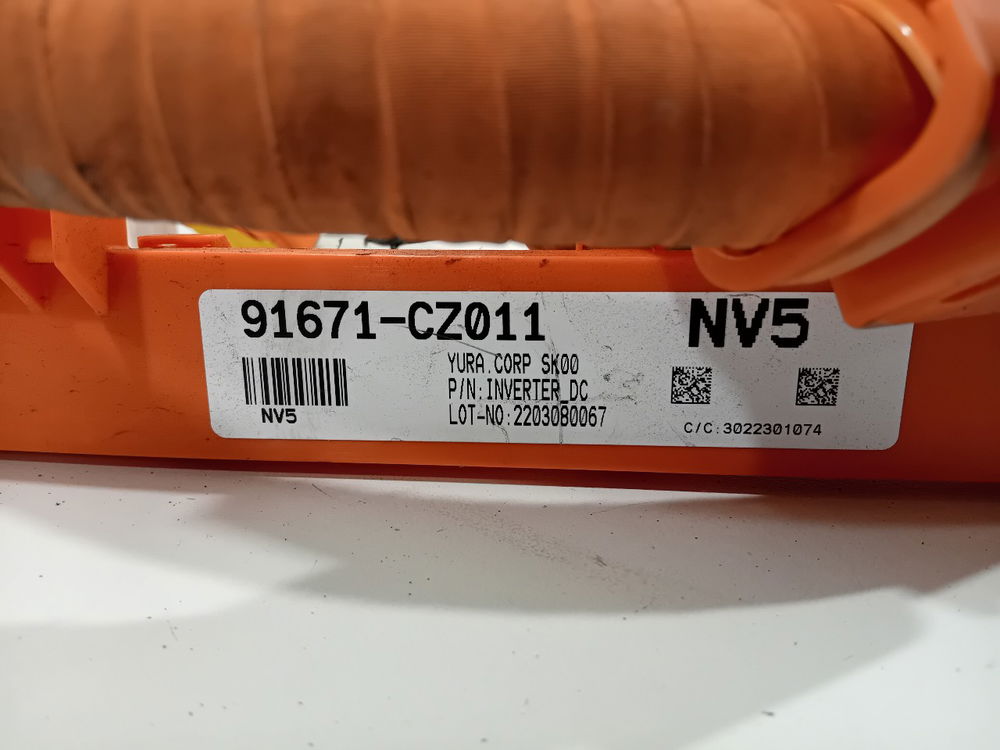 91671-CZ011
NV5
YURA.CORP SK00
P/N:INVERTER_DC
LOT-NO:2203080067
NV5
C/C:3022301074